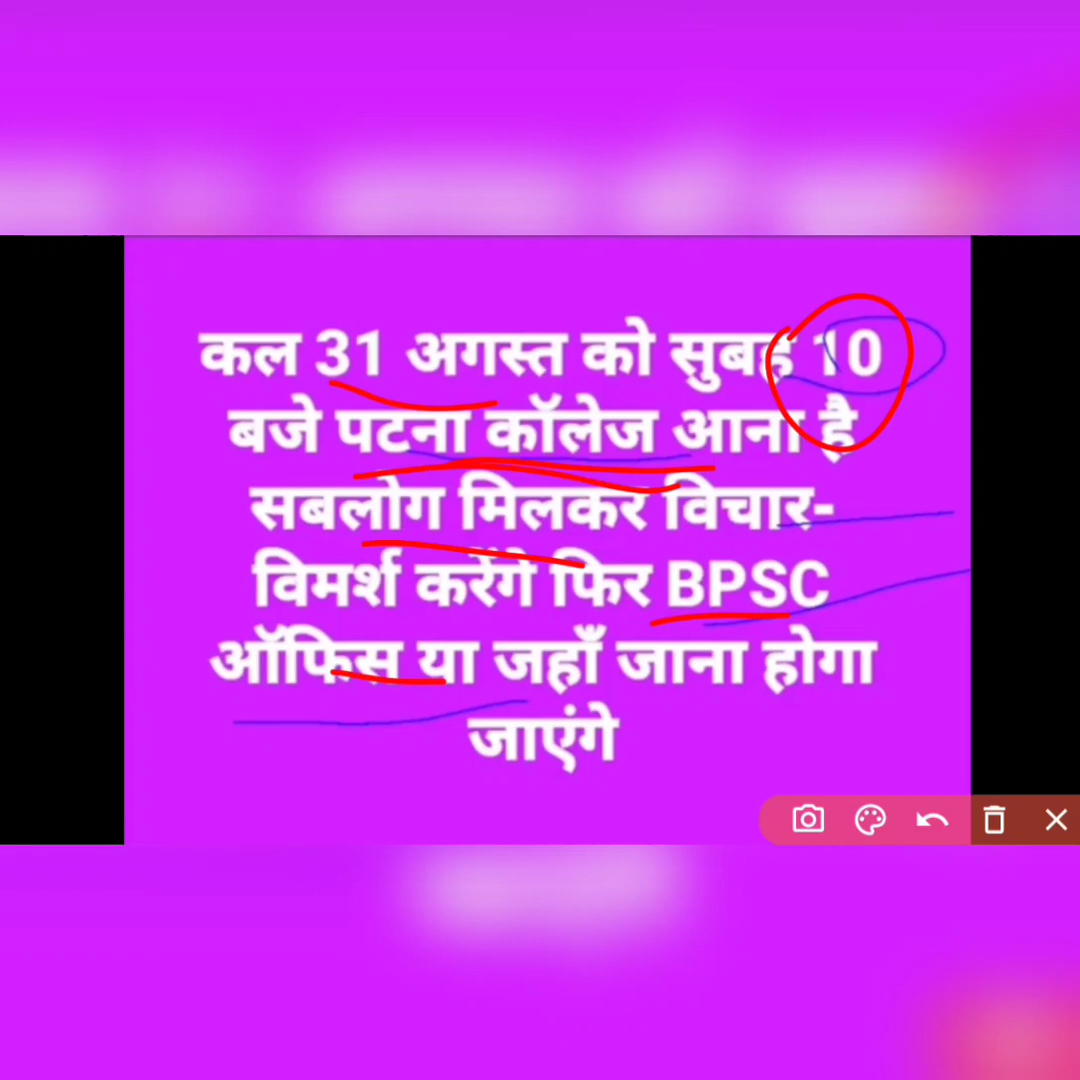 कल 31 अगस्त को सुबह 10
बजे पटना कॉलेज आना है
सबलोग मिलकर विचार-
विमर्श करेंगे फिर BPSC
ऑफिस या जहाँ जाना होगा
जाएंगे